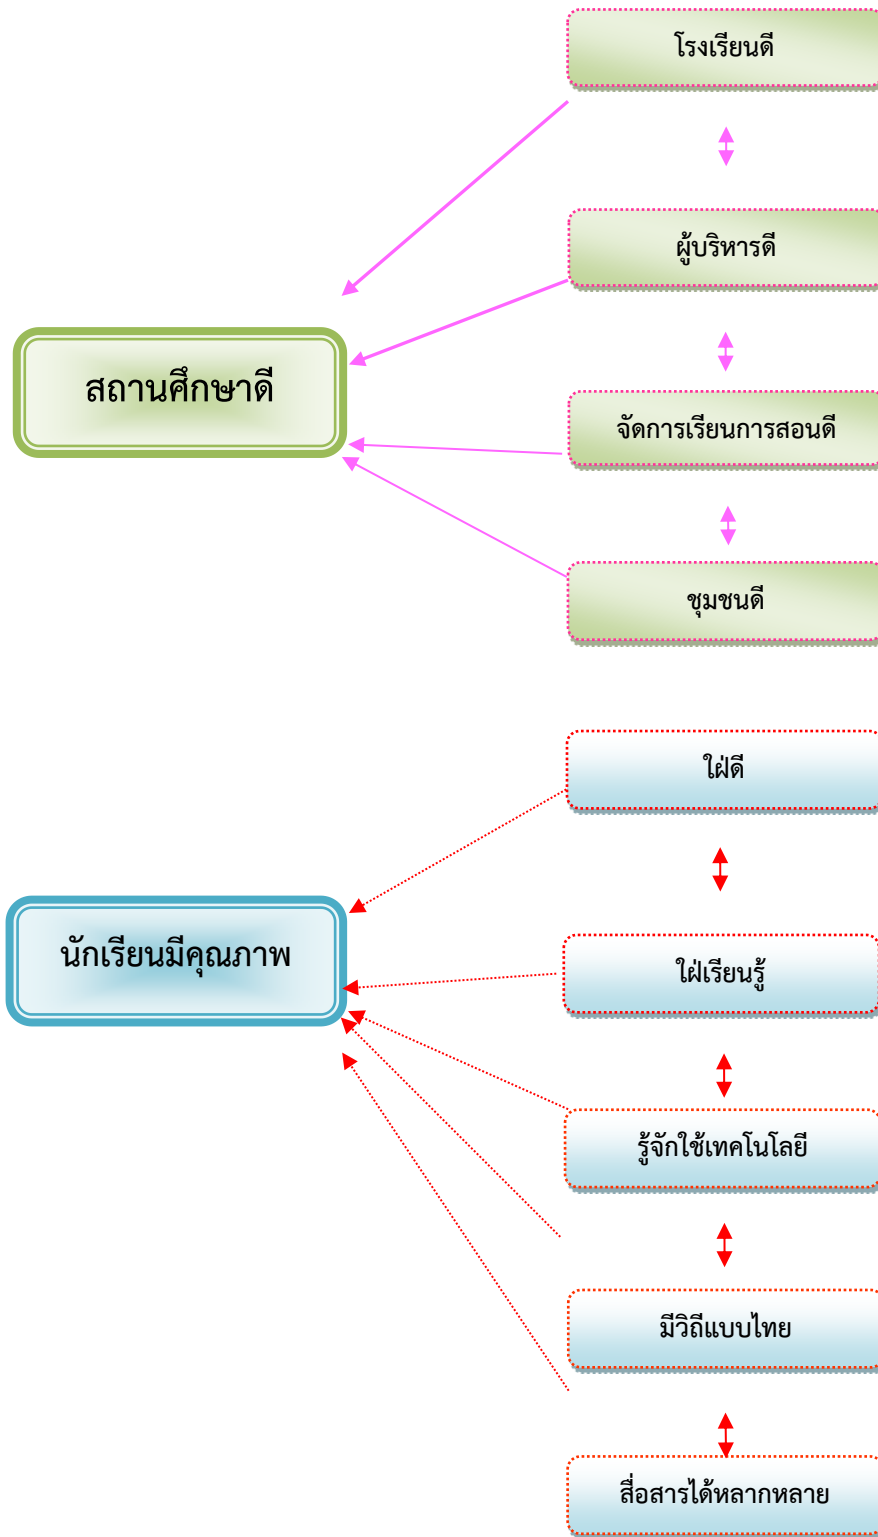 โรงเรียนดี
ผู้บริหารดี
สถานศึกษาดี
จัดการเรียนการสอนดี
ชุมชนดี
ใฝ่ดี
นักเรียนมีคุณภาพ
ใฝ่เรียนรู้
รู้จักใช้เทคโนโลยี
มีวิถีแบบไทย
สื่อสารได้หลากหลาย